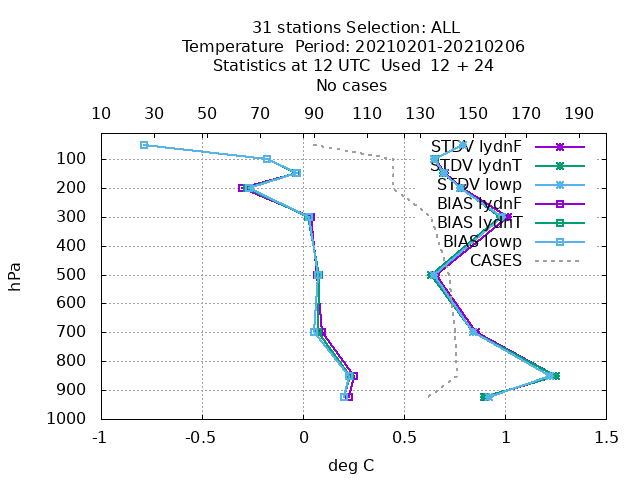 31 stations Selection: ALL
Temperature  Period: 20210201-20210206
Statistics at 12 UTC  Used  12 + 24
No cases
10 30 50 70 90 110 130 150 170 190
STDV lydnF
100
STDV lydnT
STDV lowp
200
BIAS lydnF
300
BIAS lydnT
BIAS lowp
400
CASES
500
600
700
800
900
1000
hPa
-1 -0.5 0 0.5 1 1.5
deg C